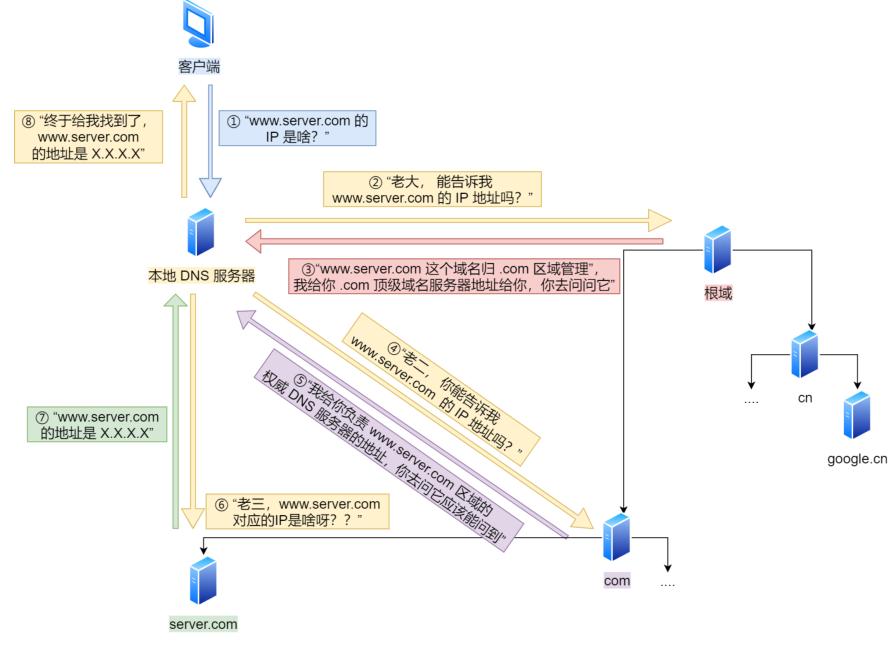 客户端
⑧ “终于给我找到了，
www.server.com
的地址是 X.X.X.X”
① “www.server.com 的
IP 是啥？”
② “老大， 能告诉我
www.server.com 的 IP 地址吗？”
本地 DNS 服务器
③“www.server.com 这个域名归 .com 区域管理”，
我给你 .com 顶级域名服务器地址给你，你去问问它”
根域
④“老二， 你能告诉我
www.server.com 的 IP 地址吗？”
⑤“我给你负责 www.server.com 区域的
权威 DNS 服务器的地址，你去问它应该能问到”
....
cn
google.cn
⑦ “www.server.com
的地址是 X.X.X.X”
⑥ “老三，www.server.com
对应的IP是啥呀？？”
com
....
server.com